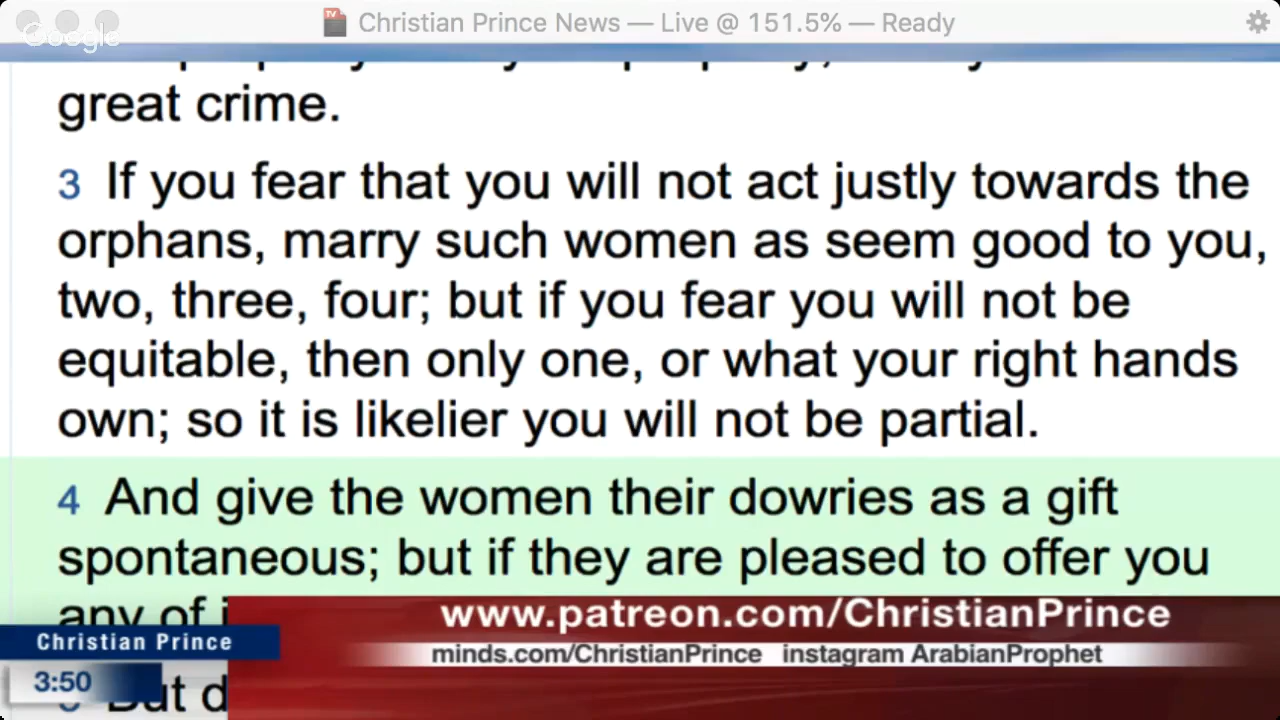 Christian Prince News — Live @ 151.5% — Ready
Google
great crime.
3 If you fear that you will not act justly towards the
orphans, marry such women as seem good to you,
two, three, four; but if you fear you will not be
equitable, then only one, or what your right hands
own; so it is likelier you will not be partial.
4 And give the women their dowries as a gift
spontaneous; but if they are pleased to offer you
any of
www.patreon.com/ChristianPrince
Christian Prince
minds.com/ChristianPrince instagram ArabianProphet
3:50
But